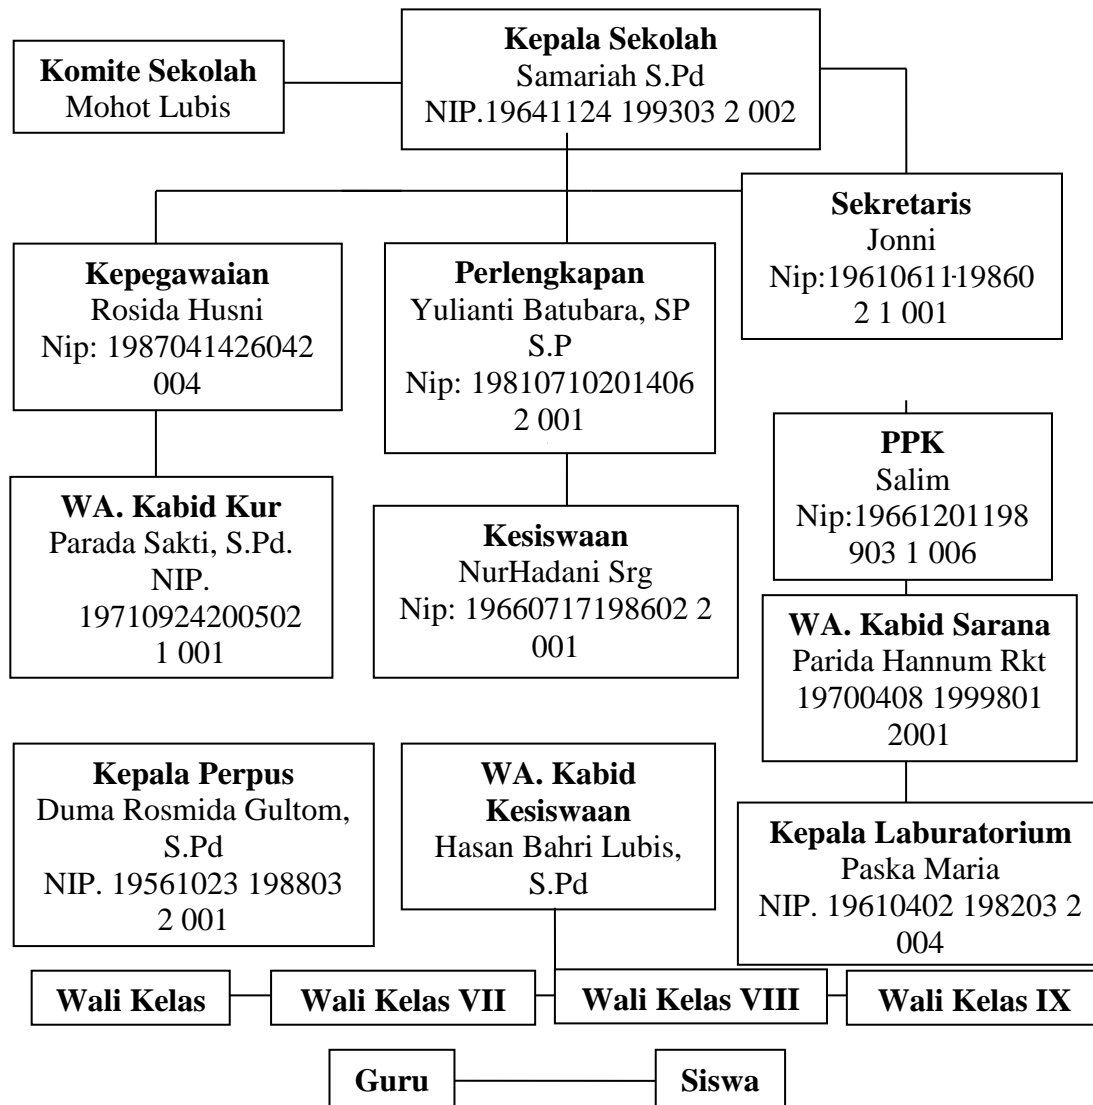 Kepala Sekolah
Samariah S.Pd
NIP.19641124 199303 2 002
Komite Sekolah
Mohot Lubis
Sekretaris
Jonni
Nip:19610611-19860
2 1 001
Kepegawaian
Rosida Husni
Nip: 1987041426042
004
Perlengkapan
Yulianti Batubara, SP
S.P
Nip: 19810710201406
2 001
PPK
Salim
Nip:19661201198
903 1 006
WA. Kabid Kur
Parada Sakti, S.Pd.
NIP.
19710924200502
1 001
Kesiswaan
NurHadani Srg
Nip: 19660717198602 2
001
WA. Kabid Sarana
Parida Hannum Rkt
19700408 1999801
2001
Kepala Perpus
Duma Rosmida Gultom,
S.Pd
NIP. 19561023 198803
2 001
WA. Kabid
Kesiswaan
Hasan Bahri Lubis,
S.Pd
Kepala Laburatorium
Paska Maria
NIP. 19610402 198203 2
004
Wali Kelas
Wali Kelas VII
Wali Kelas VIII
Wali Kelas IX
Guru
Siswa